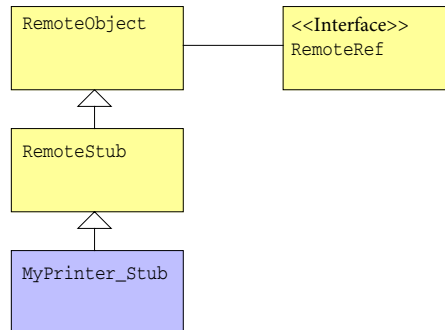 RemoteObject
<<Interface>>
RemoteRef
RemoteStub
MyPrinter_Stub